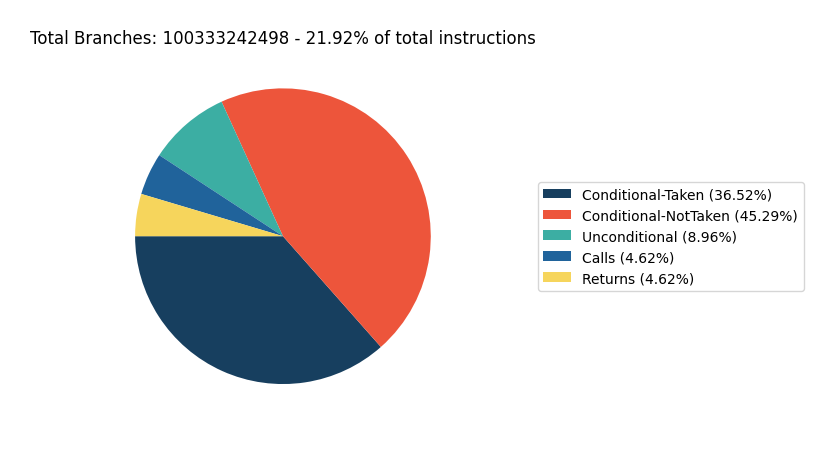 Total Branches: 100333242498 - 21.92% of total instructions
Conditional-Taken (36.52%)
Conditional-NotTaken (45.29%)
Unconditional (8.96%)
Calls (4.62%)
Returns (4.62%)